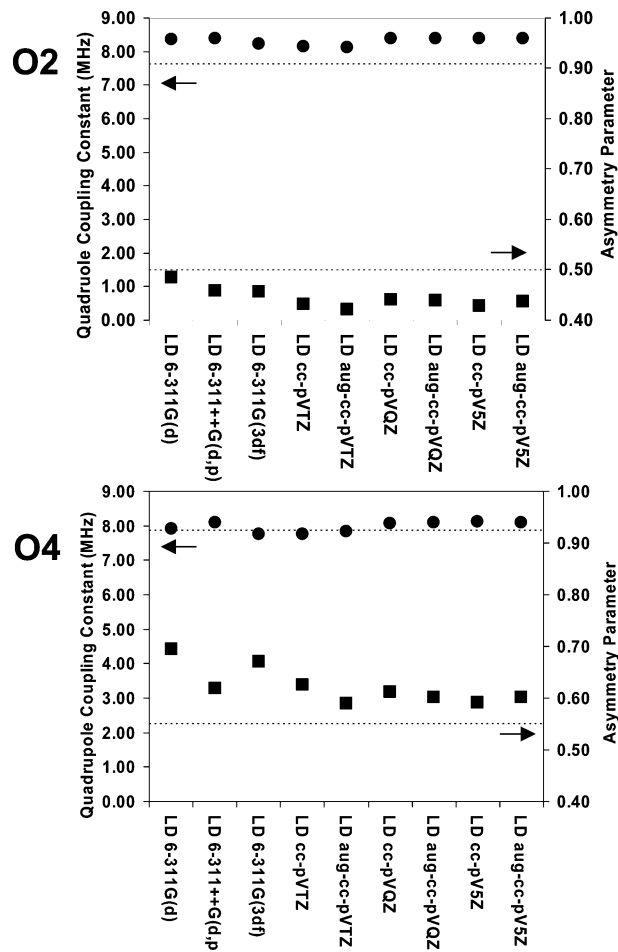 O2
Quadruole Coupling Constant (MHz)
9.00
8.00
7.00
6.00
5.00
4.00
3.00
2.00
1.00
0.00
1.00
0.90
0.80
0.70
0.60
0.50
0.40
Asymmetry Parameter
LD 6-311G(d)
LD 6-311++G(d,p)
LD 6-311G(3df)
LD cc-pVTZ
LD aug-cc-pVTZ
LD cc-pVQZ
LD aug-cc-pVQZ
LD cc-pV5Z
LD aug-cc-pV5Z
O4
Quadrupole Coupling Constant (MHz)
9.00
8.00
7.00
6.00
5.00
4.00
3.00
2.00
1.00
0.00
1.00
0.90
0.80
0.70
0.60
0.50
0.40
Asymmetry Parameter
LD 6-311G(d)
LD 6-311++G(d,p
LD 6-311G(3df)
LD cc-pVTZ
LD aug-cc-pVTZ
LD cc-pVQZ
LD aug-cc-pVQZ
LD cc-pV5Z
LD aug-cc-pV5Z